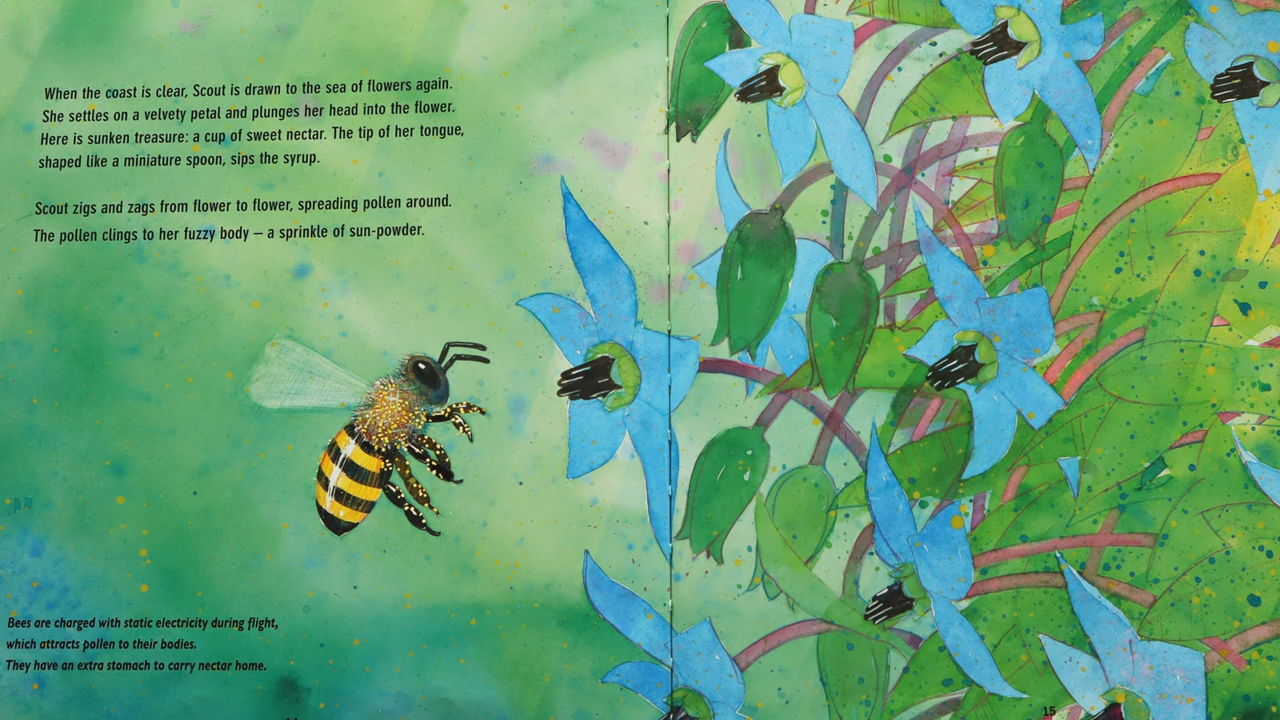 When the coast is clear, Scout is drawn to the sea of flowers again.
She settles on a velvety petal and plunges her head into the flower.
Here is sunken treasure: a cup of sweet nectar. The tip of her tongue,
shaped like a miniature spoon, sips the syrup.
Scout zigs and zags from flower to flower, spreading pollen around.
The pollen clings to her fuzzy body – a sprinkle of sun-powder.
Bees are charged with static electricity during flight,
which attracts pollen to their bodies.
They have an extra stomach to carry nectar home.
15